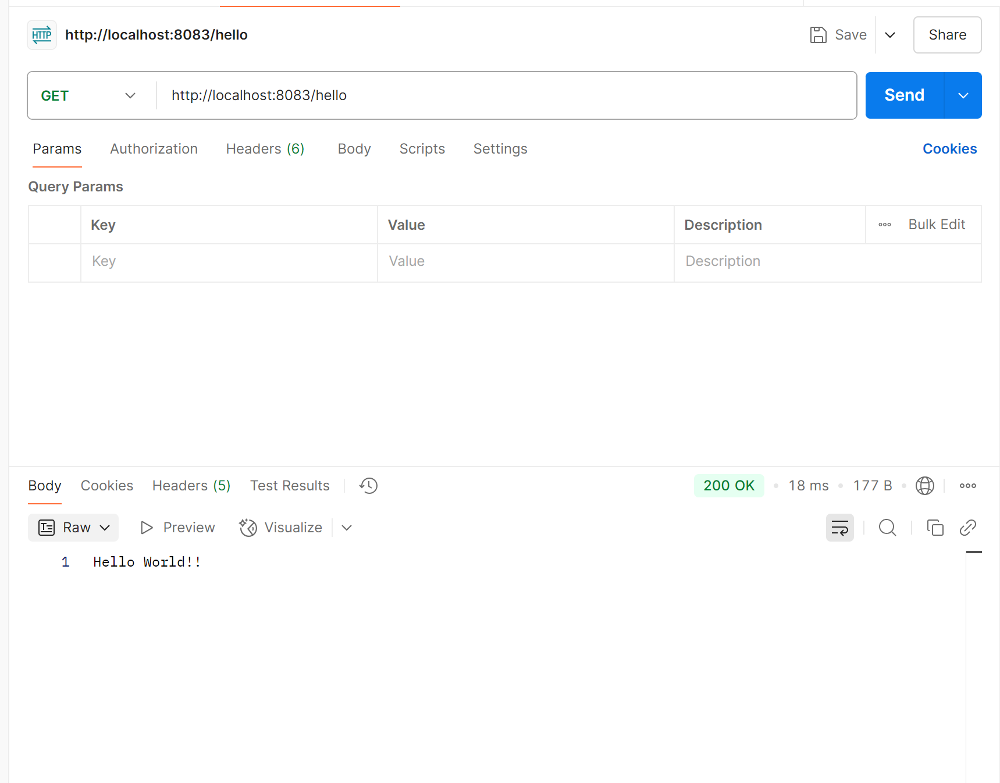 HTTP http://localhost:8083/hello Save Share
GET http://localhost:8083/hello Send
Params Authorization Headers (6) Body Scripts Settings Cookies
Query Params
Key Value Description Bulk Edit
Key Value Description
Body Cookies Headers (5) Test Results 200 OK 18 ms 177 B
Raw Preview Visualize
1 Hello World!!